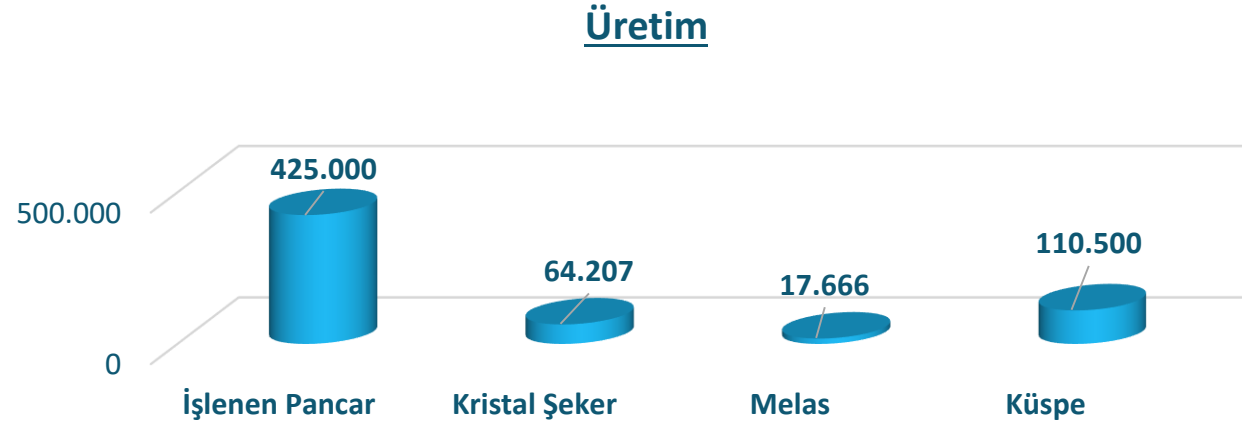 Üretim
425.000
500.000
64.207
17.666
110.500
0
İşlenen Pancar
Kristal Şeker
Melas
Küspe